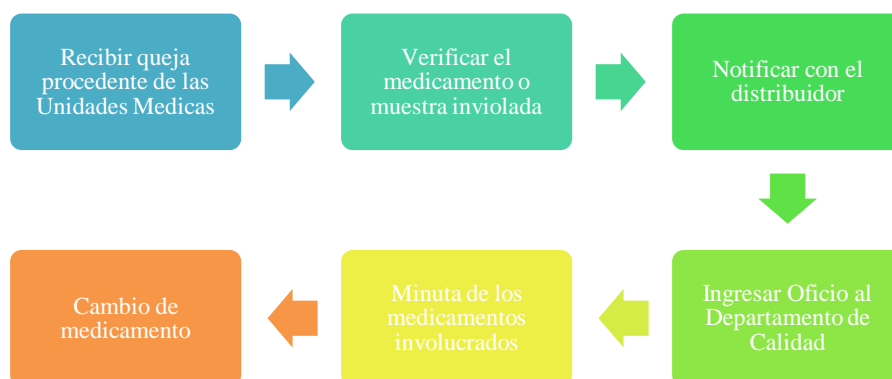 Recibir queja
procedente de las
Unidades Medicas
Verificar el
medicamento o
muestra inviolada
Notificar con el
distribuidor
Ingresar Oficio al
Departamento de
Calidad
Minuta de los
medicamentos
involucrados
Cambio de
medicamento